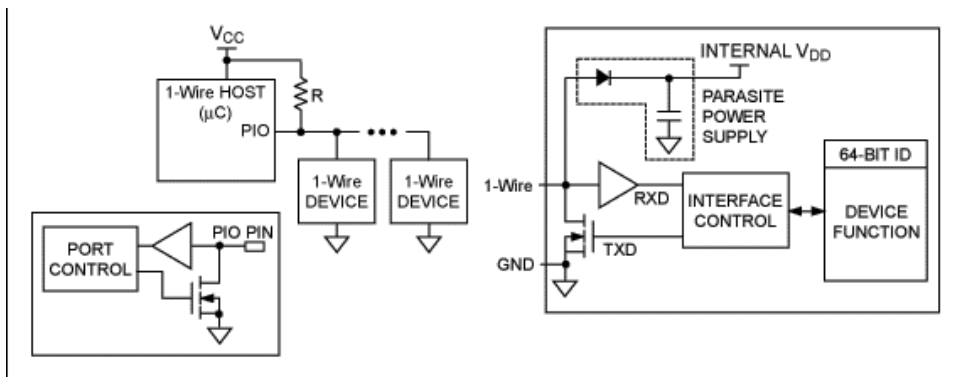 VCC
1-Wire HOST
(μC)
PIO
R
1-Wire
DEVICE
1-Wire
DEVICE
PORT
CONTROL
PIO PIN
INTERNAL VDD
PARASITE
POWER
SUPPLY
1-Wire
RXD
TXD
GND
INTERFACE
CONTROL
64-BIT ID
DEVICE
FUNCTION